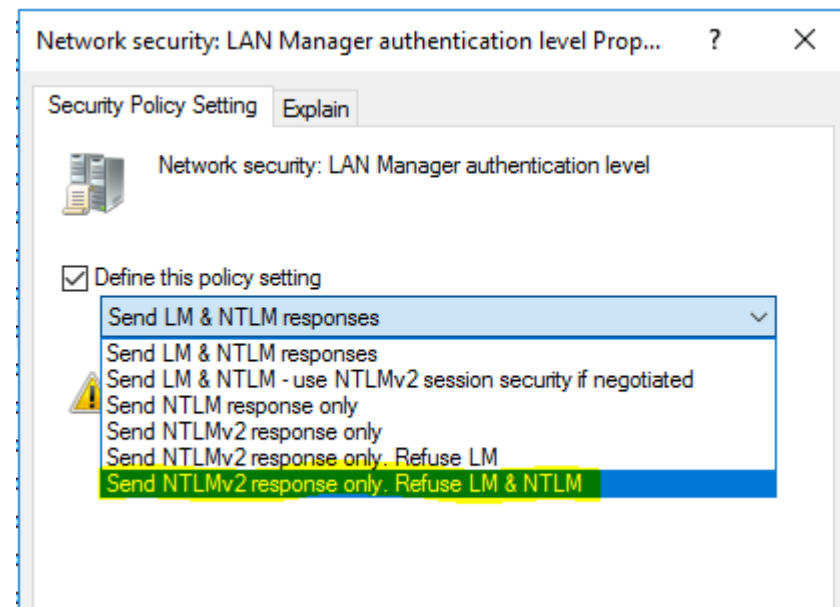 Network security: LAN Manager authentication level Prop...
?
Security Policy Setting
Explain
Network security: LAN Manager authentication level
Define this policy setting
Send LM & NTLM responses
Send LM & NTLM responses
Send LM & NTLM - use NTLMv2 session security if negotiated
Send NTLM response only
Send NTLMv2 response only
Send NTLMv2 response only. Refuse LM
Send NTLMv2 response only. Refuse LM & NTLM